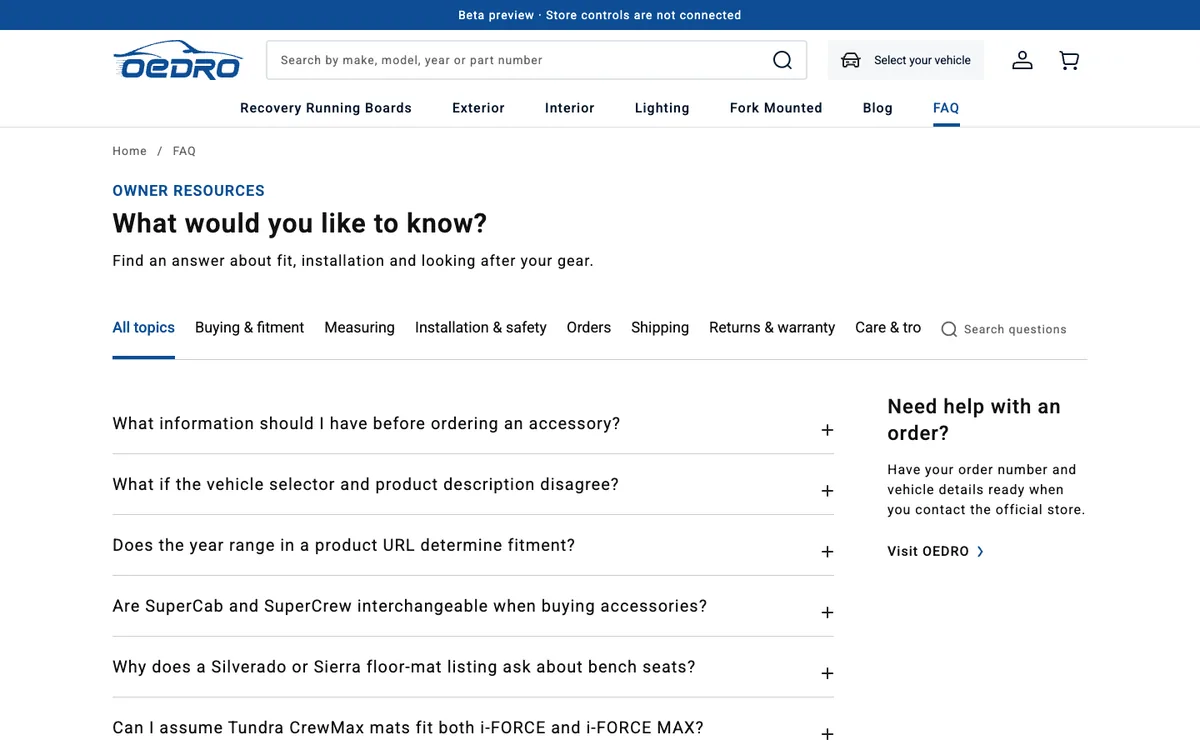 Beta preview · Store controls are not connected
OEDRO
Search by make, model, year or part number
Select your vehicle
Recovery Running Boards
Exterior
Interior
Lighting
Fork Mounted
Blog
FAQ
Home / FAQ
OWNER RESOURCES
What would you like to know?
Find an answer about fit, installation and looking after your gear.
All topics
Buying & fitment
Measuring
Installation & safety
Orders
Shipping
Returns & warranty
Care & tro
Search questions
What information should I have before ordering an accessory?
What if the vehicle selector and product description disagree?
Does the year range in a product URL determine fitment?
Are SuperCab and SuperCrew interchangeable when buying accessories?
Why does a Silverado or Sierra floor-mat listing ask about bench seats?
Can I assume Tundra CrewMax mats fit both i-FORCE and i-FORCE MAX?
Need help with an
order?
Have your order number and
vehicle details ready when
you contact the official store.
Visit OEDRO